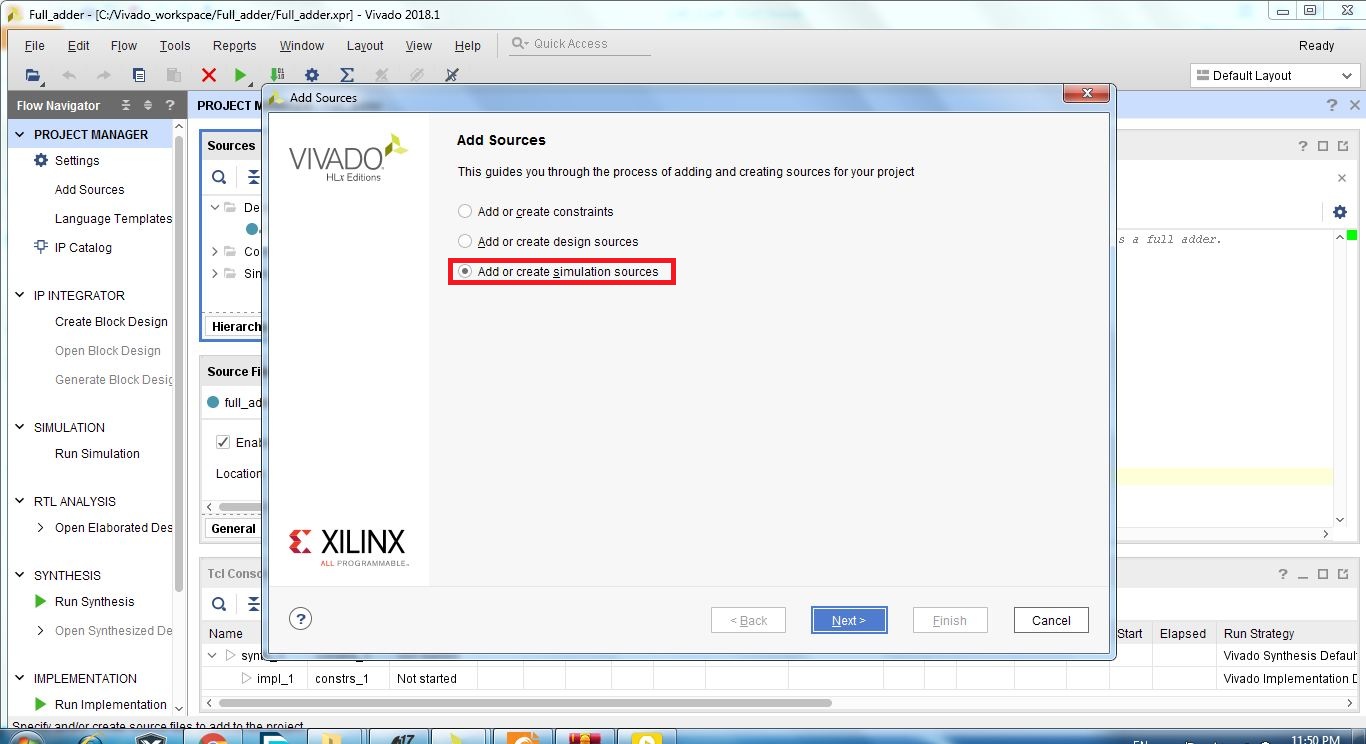 Full_adder - [C:/Vivado_workspace/Full_adder/Full_adder.xpr] - Vivado 2018.1
File Edit Flow Tools Reports Window Layout View Help Quick Access Ready
Default Layout
Flow Navigator
PROJECT MANAGER
Settings
Add Sources
Language Templates
IP Catalog
IP INTEGRATOR
Create Block Design
Open Block Design
Generate Block Desig
SIMULATION
Run Simulation
RTL ANALYSIS
Open Elaborated Des
SYNTHESIS
Run Synthesis
Open Synthesized De
IMPLEMENTATION
Run Implementation
Specify and/or create source files to add to the project
PROJECT M
Sources
De
Co
Sin
Hierarch
Source Fi
full_ad
Enab
Location
General
Tcl Consc
Name Start Elapsed Run Strategy
synt Vivado Synthesis Defaul
impl_1 constrs_1 Not started Vivado Implementation D
s a full adder.
Add Sources
VIVADO
HLx Editions
Add Sources
This guides you through the process of adding and creating sources for your project
Add or create constraints
Add or create design sources
Add or create simulation sources
XILINX
ALL PROGRAMMABLE
? < Back Next > Finish Cancel
EN 11:50 PM